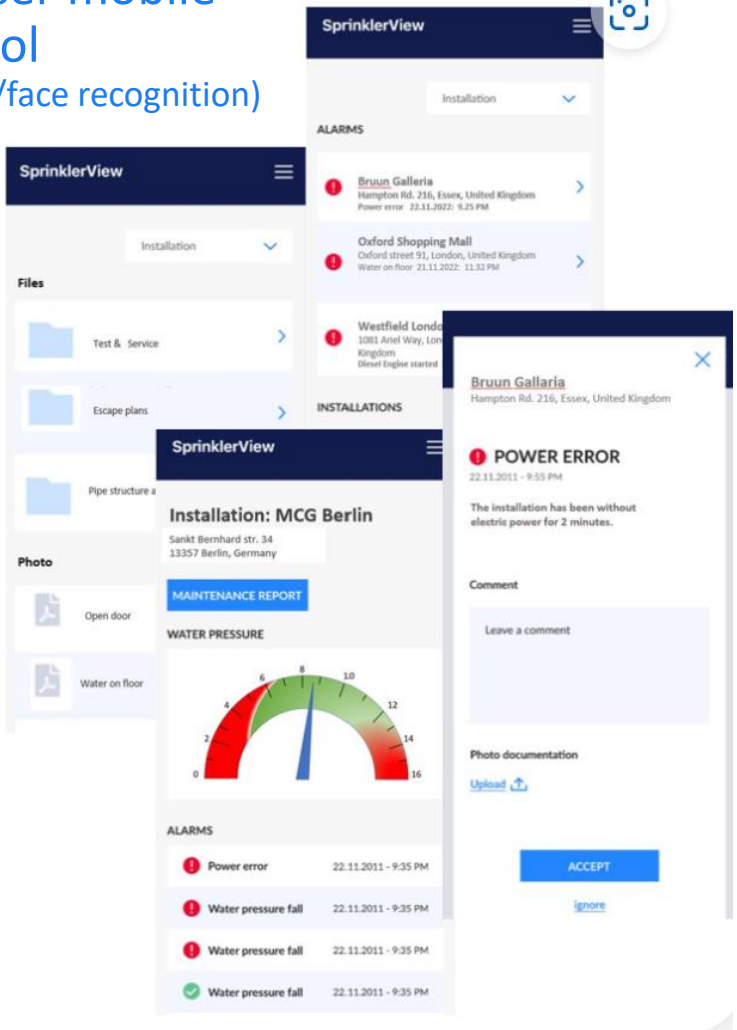 ser mobile
ol
/face recognition)
SprinklerView
Installation
ALARMS
Bruun Galleria
Hampton Rd. 216, Essex, United Kingdom
Power error 22.11.2022: 9.25 PM
Oxford Shopping Mall
Oxford street 91, London, United Kingdom
Water on floor 21.11.2022: 11.32 PM
Westfield Londo
1081 Ariel Way, Lon
Kingdom
Diesel Engine started
INSTALLATIONS
SprinklerView
Installation
Files
Test & Service
Escape plans
Pipe structure a
Photo
Open door
Water on floor
SprinklerView
Installation: MCG Berlin
Sankt Bernhard str. 34
13357 Berlin, Germany
MAINTENANCE REPORT
WATER PRESSURE
0
2
4
6
8
10
12
14
16
ALARMS
Power error 22.11.2011 - 9:35 PM
Water pressure fall 22.11.2011 - 9:35 PM
Water pressure fall 22.11.2011 - 9:35 PM
Water pressure fall 22.11.2011 - 9:35 PM
Bruun Gallaria
Hampton Rd. 216, Essex, United Kingdom
POWER ERROR
22.11.2011 - 9:55 PM
The installation has been without
electric power for 2 minutes.
Comment
Leave a comment
Photo documentation
Upload
ACCEPT
ignore